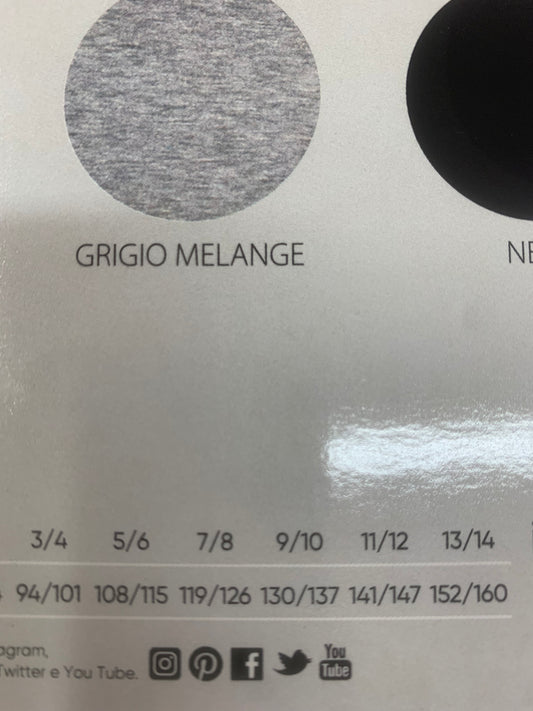 GRIGIO MELANGE
3/4 5/6 7/8 9/10 11/12 13/14
94/101 108/115 119/126 130/137 141/147 152/160
Twitter e You Tube.
You
Tube